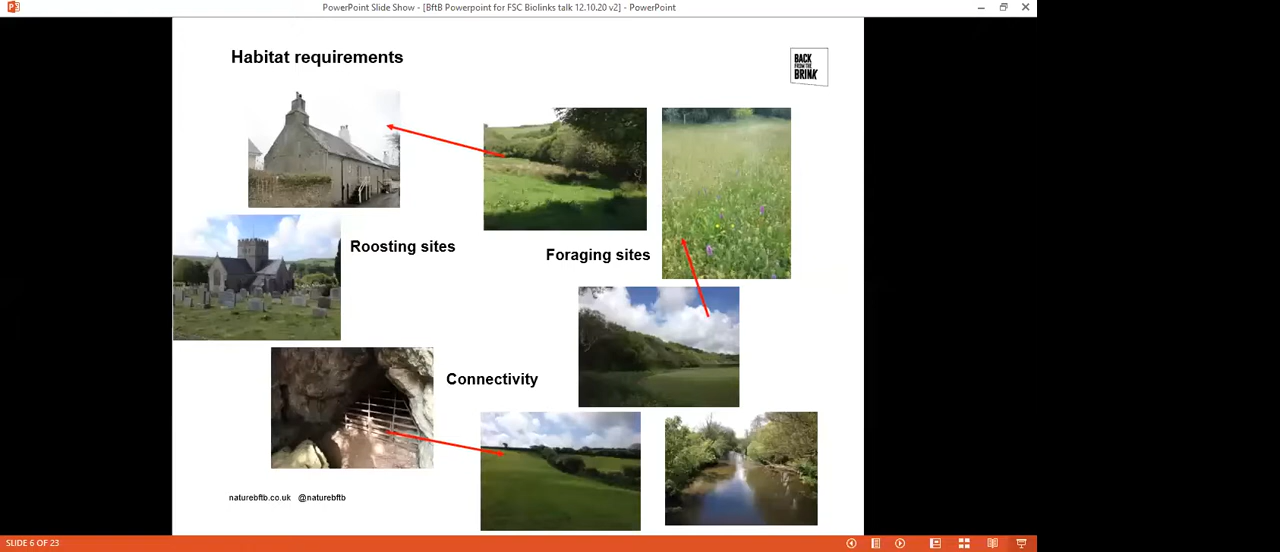 PowerPoint Slide Show - [BftB Powerpoint for FSC Biolinks talk 12.10.20 v2] - PowerPoint
Habitat requirements
BACK
FROM THE
BRINK
Roosting sites
Foraging sites
Connectivity
naturebftb.co.uk @naturebftb
SLIDE 6 OF 23